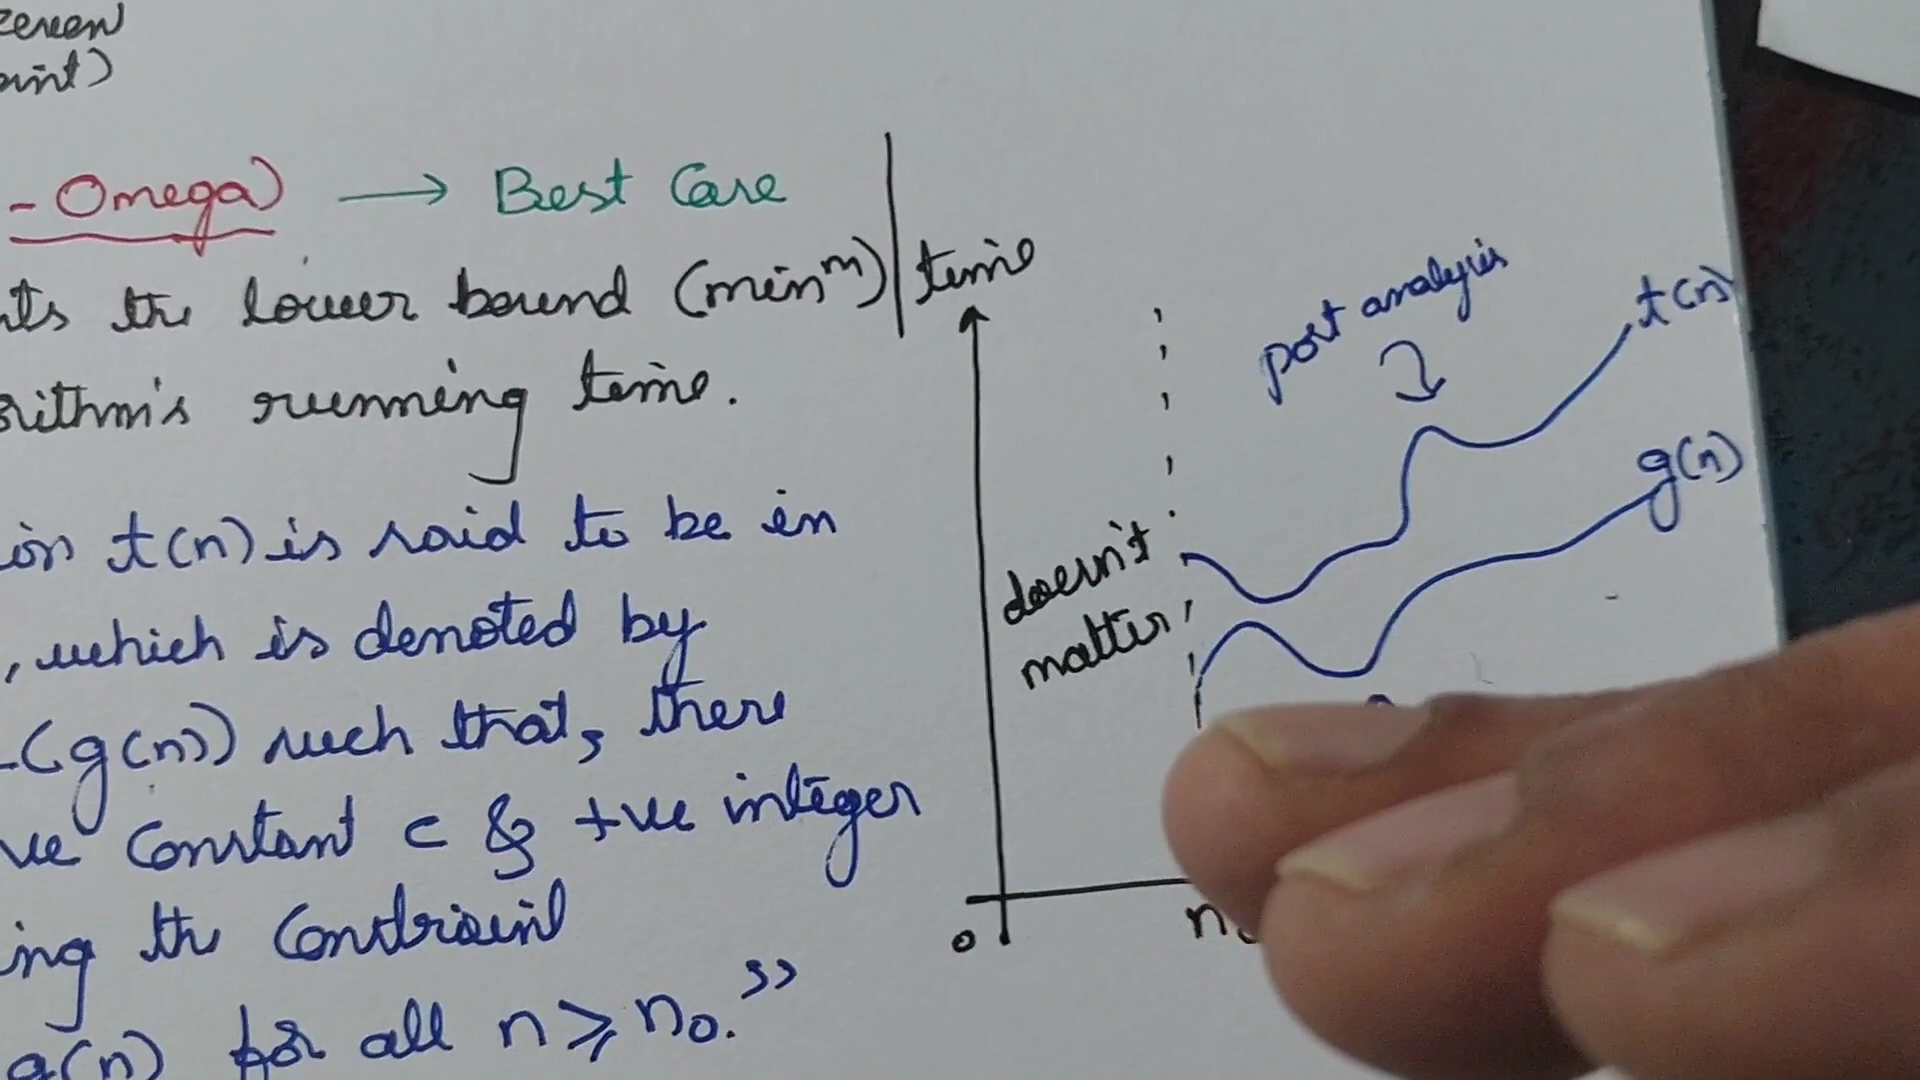 - Omega) → Best Case
the lower bound (minᵐ)
running time.
t(n) is said to be in
, which is denoted by
(g(n)) such that, there
constant c & +ve integer
the constraint
g(n) for all n ≥ n₀."
time
post analysis
t(n)
g(n)
doesn't
matter
0